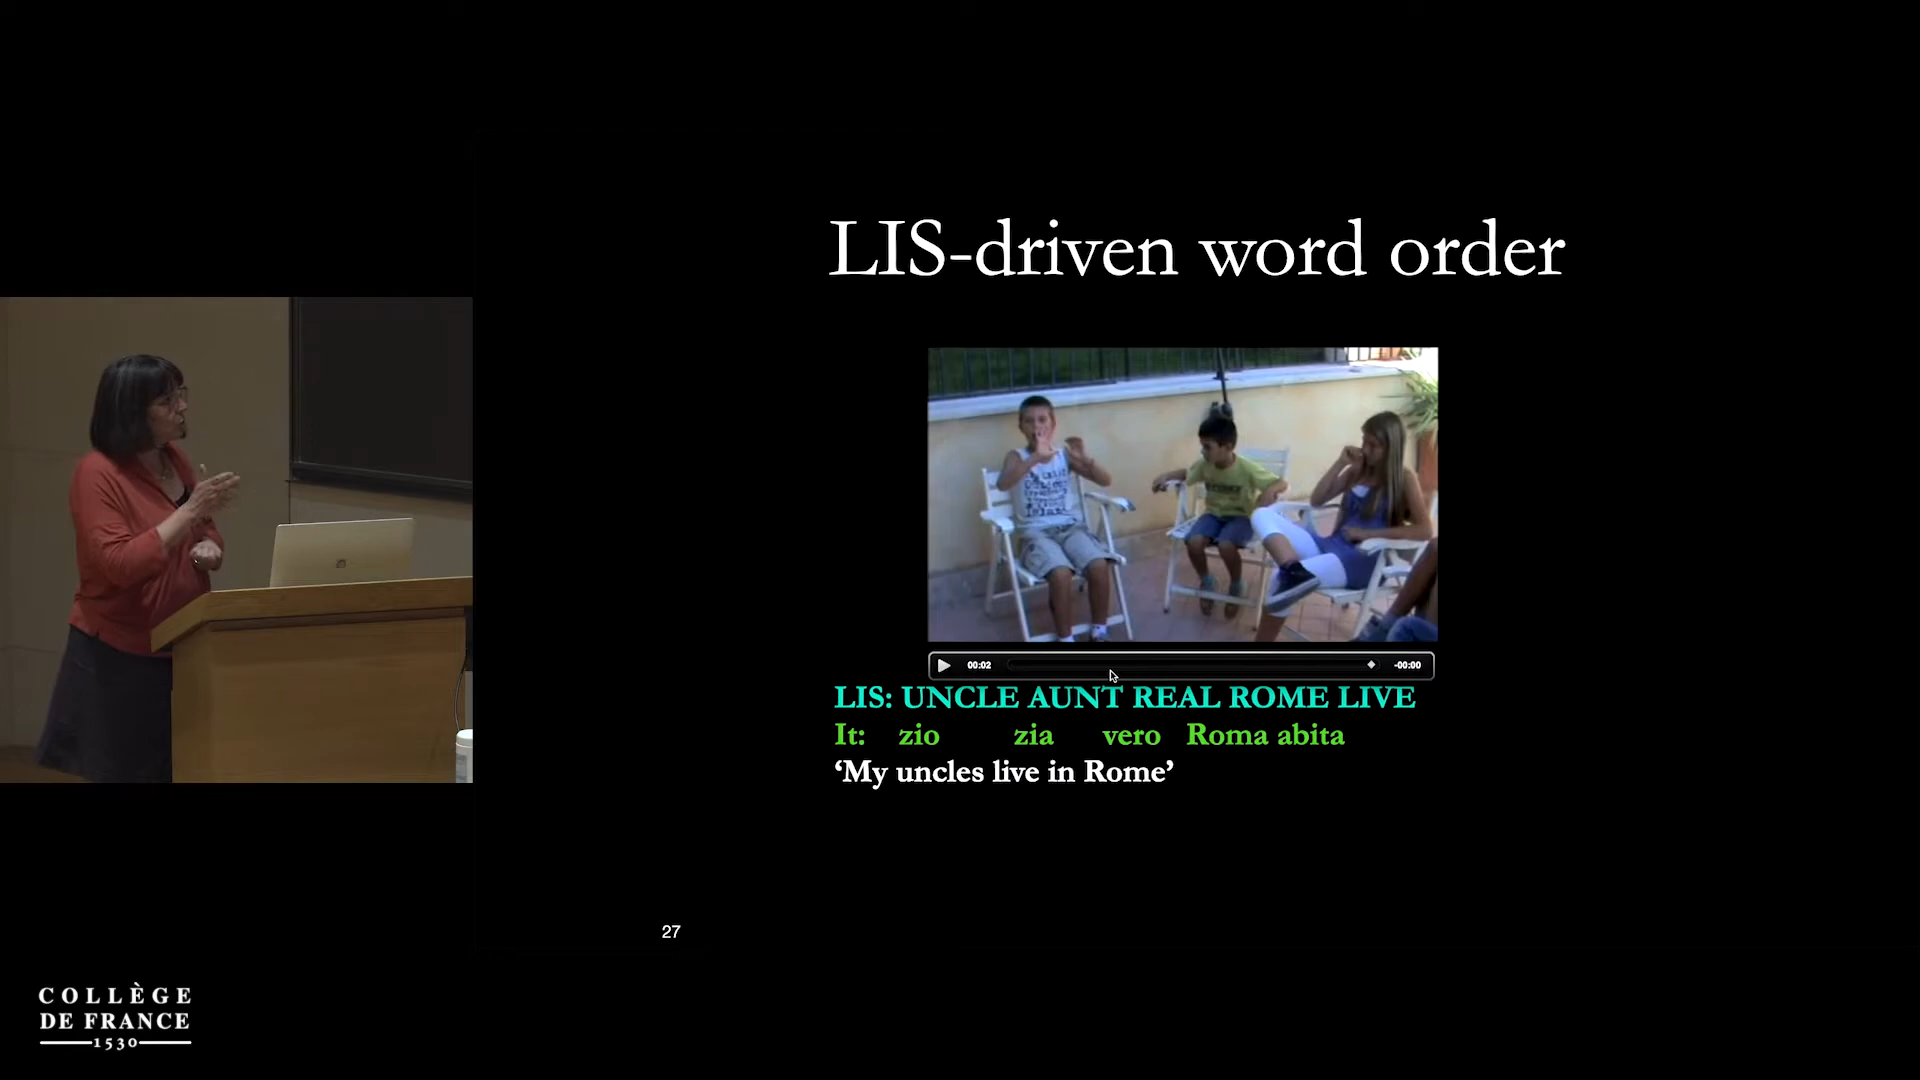 LIS-driven word order
00:02
-00:00
LIS: UNCLE AUNT REAL ROME LIVE
It: zio zia vero Roma abita
‘My uncles live in Rome’
27
COLLÈGE
DE FRANCE
1530